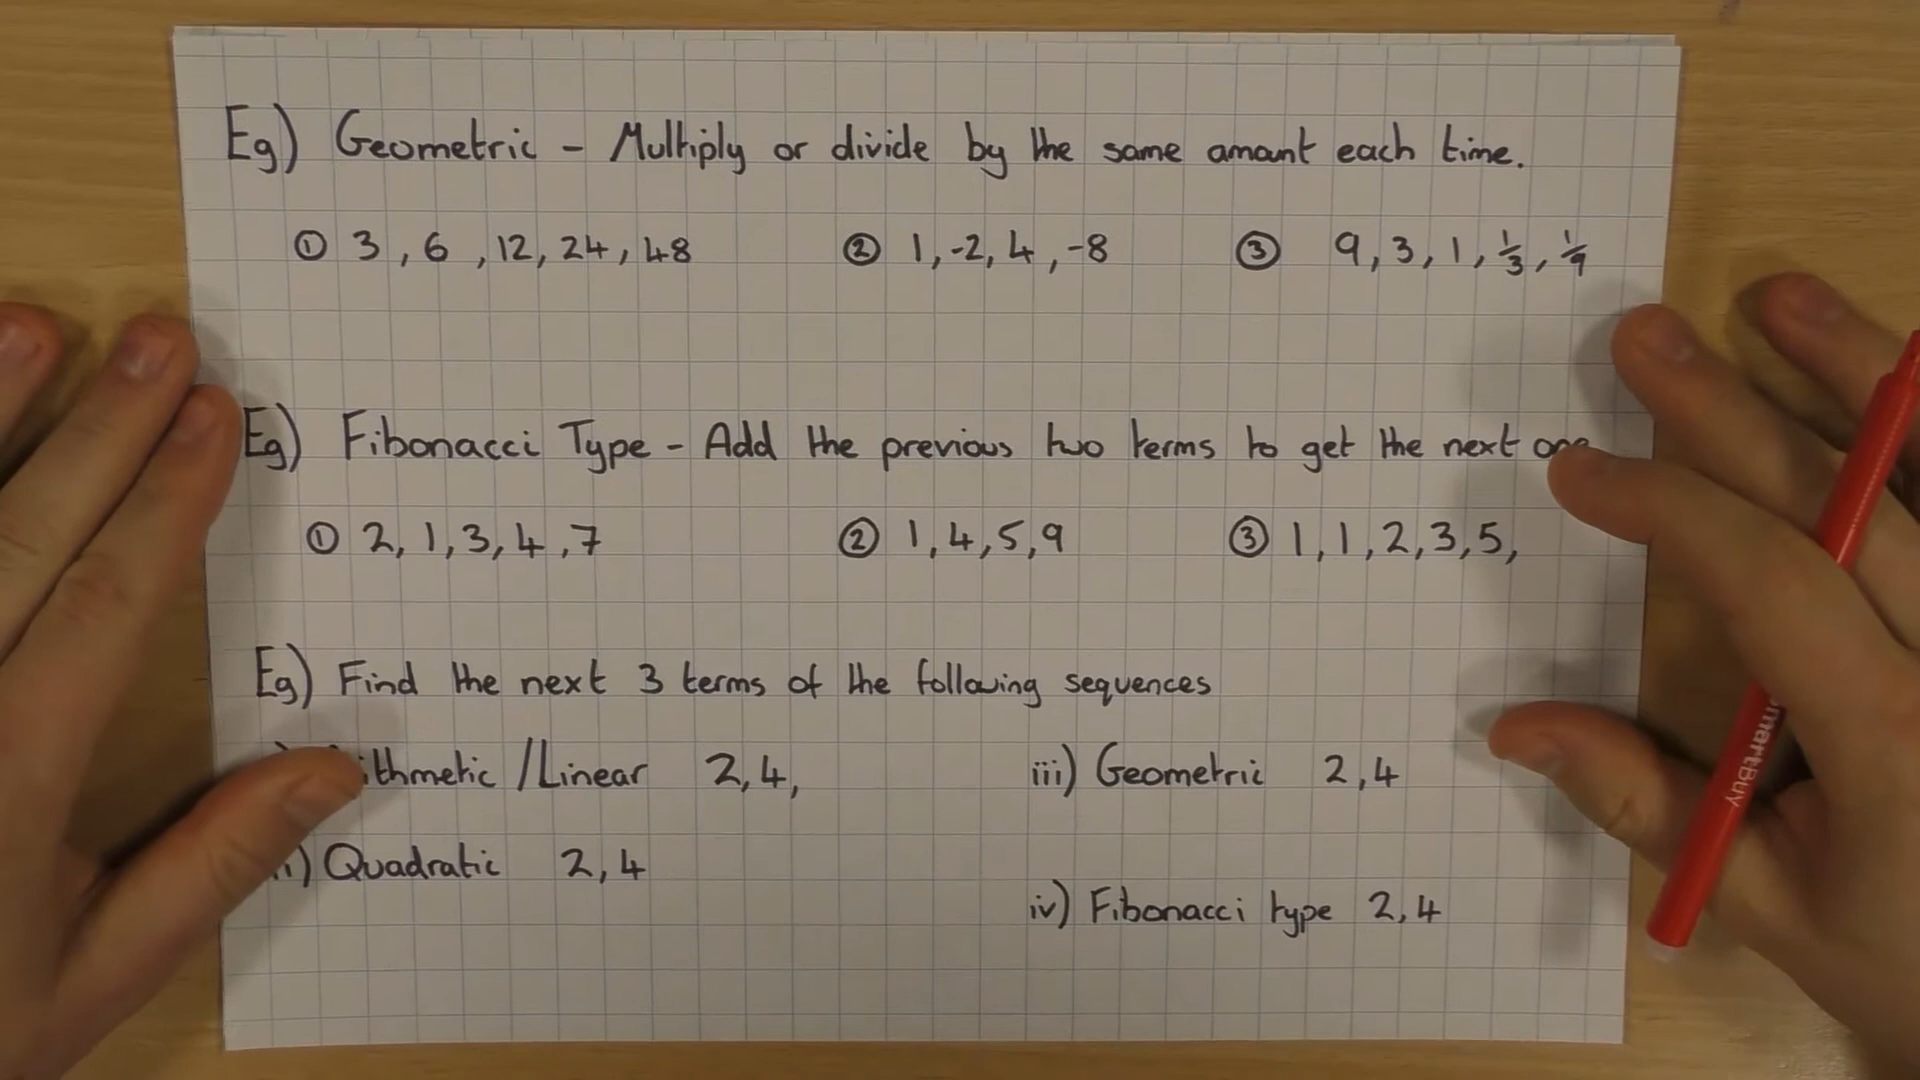 Eg) Geometric - Multiply or divide by the same amount each time.
① 3, 6, 12, 24, 48 ② 1, -2, 4, -8 ③ 9, 3, 1, 1/3, 1/9
Eg) Fibonacci Type - Add the previous two terms to get the next
① 2, 1, 3, 4, 7 ② 1, 4, 5, 9 ③ 1, 1, 2, 3, 5,
Eg) Find the next 3 terms of the following sequences
ithmetic / Linear 2, 4, iii) Geometric 2, 4
) Quadratic 2, 4
iv) Fibonacci type 2, 4
martBuy